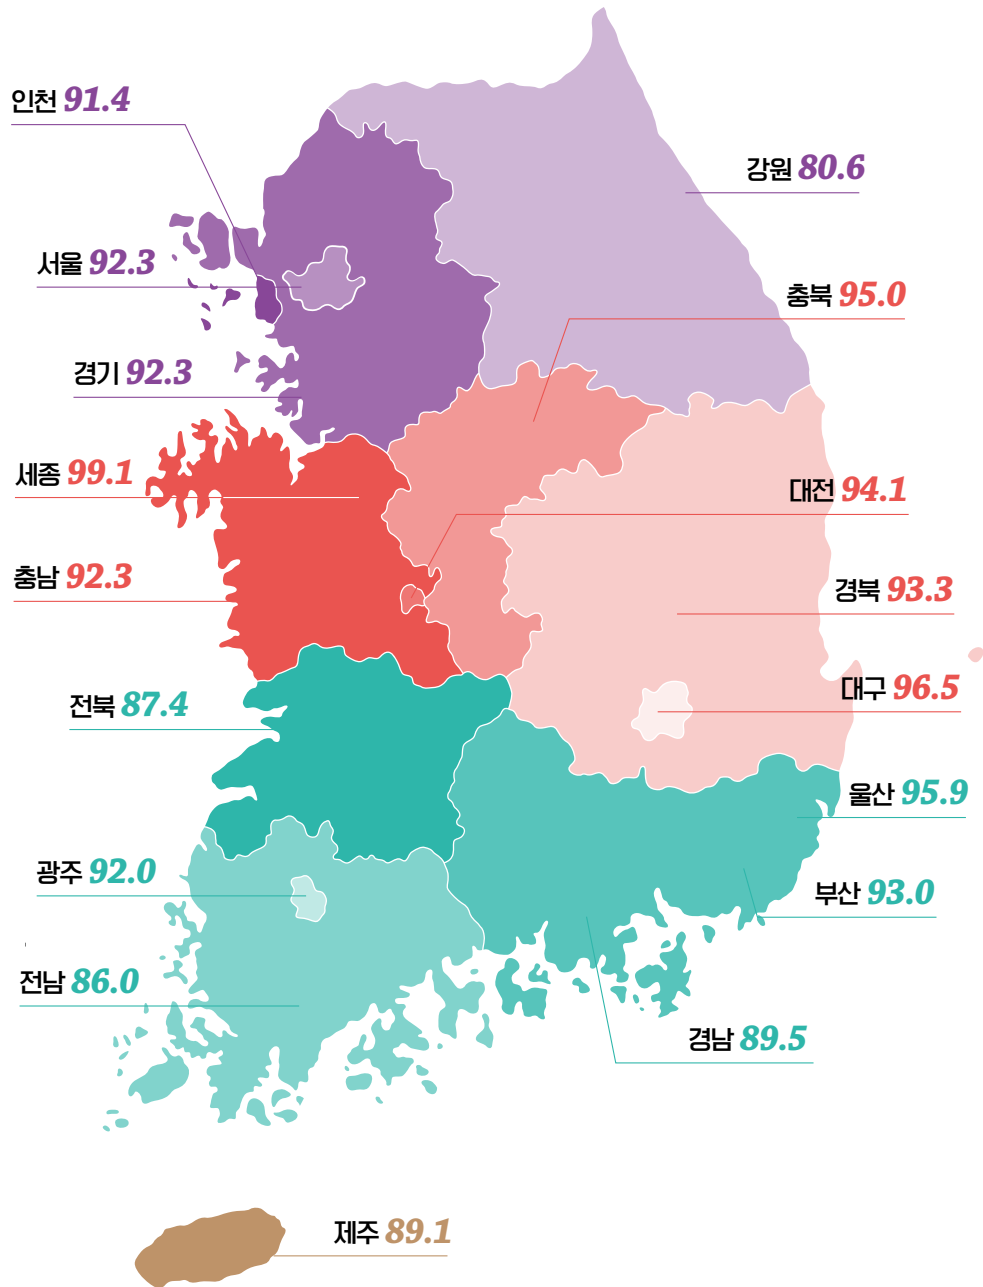 인천 91.4
강원 80.6
서울 92.3
충북 95.0
경기 92.3
세종 99.1
대전 94.1
충남 92.3
경북 93.3
대구 96.5
전북 87.4
울산 95.9
광주 92.0
부산 93.0
전남 86.0
경남 89.5
제주 89.1